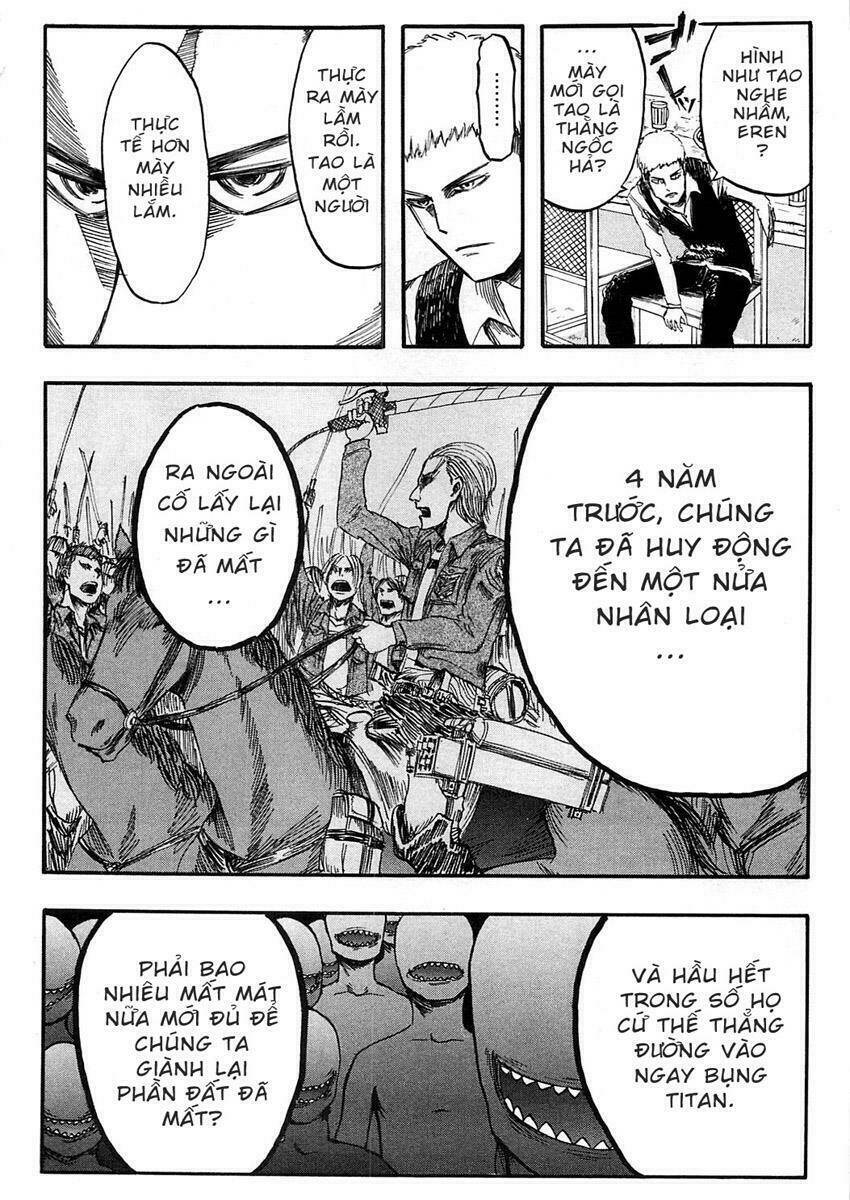 HÌNH
NHƯ TAO
NGHE
NHẦM,
EREN
?
...
MÀY
MỚI GỌI
TAO LÀ
THẰNG
NGỐC
HẢ?
........
THỰC
RA MÀY
LẦM
RỒI.
TAO LÀ
MỘT
NGƯỜI
THỰC
TẾ HƠN
MÀY
NHIỀU
LẮM.
4 NĂM
TRƯỚC, CHÚNG
TA ĐÃ HUY ĐỘNG
ĐẾN MỘT NỬA
NHÂN LOẠI
...
RA NGOÀI
CỐ LẤY LẠI
NHỮNG GÌ
ĐÃ MẤT
...
VÀ HẦU HẾT
TRONG SỐ HỌ
CỨ THẾ THẲNG
ĐƯỜNG VÀO
NGAY BỤNG
TITAN.
PHẢI BAO
NHIÊU MẤT MÁT
NỮA MỚI ĐỦ ĐỂ
CHÚNG TA
GIÀNH LẠI
PHẦN ĐẤT ĐÃ
MẤT?